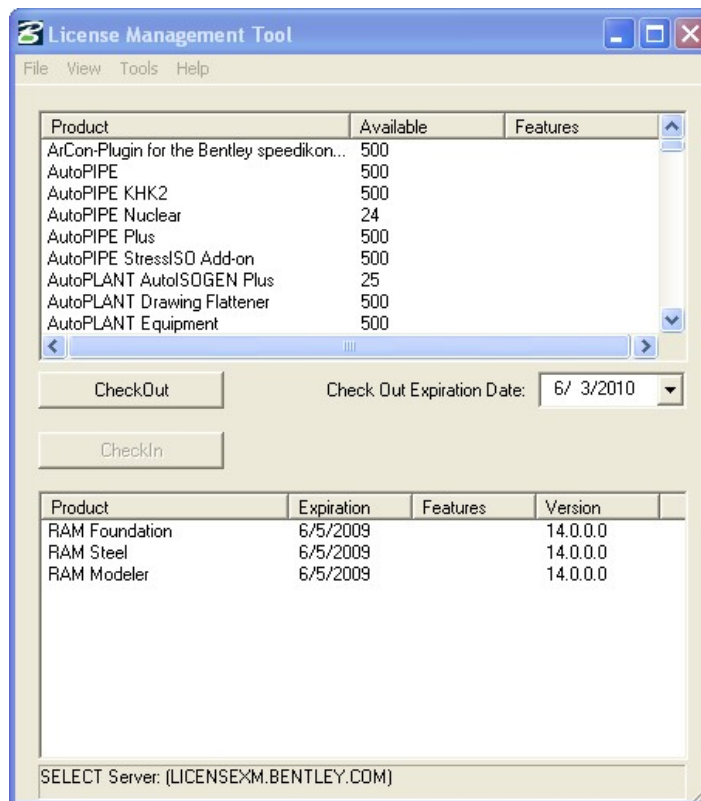 License Management Tool
File View Tools Help
Product Available Features
ArCon-Plugin for the Bentley speedikon... 500
AutoPIPE 500
AutoPIPE KHK2 500
AutoPIPE Nuclear 24
AutoPIPE Plus 500
AutoPIPE StressISO Add-on 500
AutoPLANT AutoISOGEN Plus 25
AutoPLANT Drawing Flattener 500
AutoPLANT Equipment 500
CheckOut Check Out Expiration Date: 6/ 3/2010
CheckIn
Product Expiration Features Version
RAM Foundation 6/5/2009 14.0.0.0
RAM Steel 6/5/2009 14.0.0.0
RAM Modeler 6/5/2009 14.0.0.0
SELECT Server: (LICENSEXM.BENTLEY.COM)